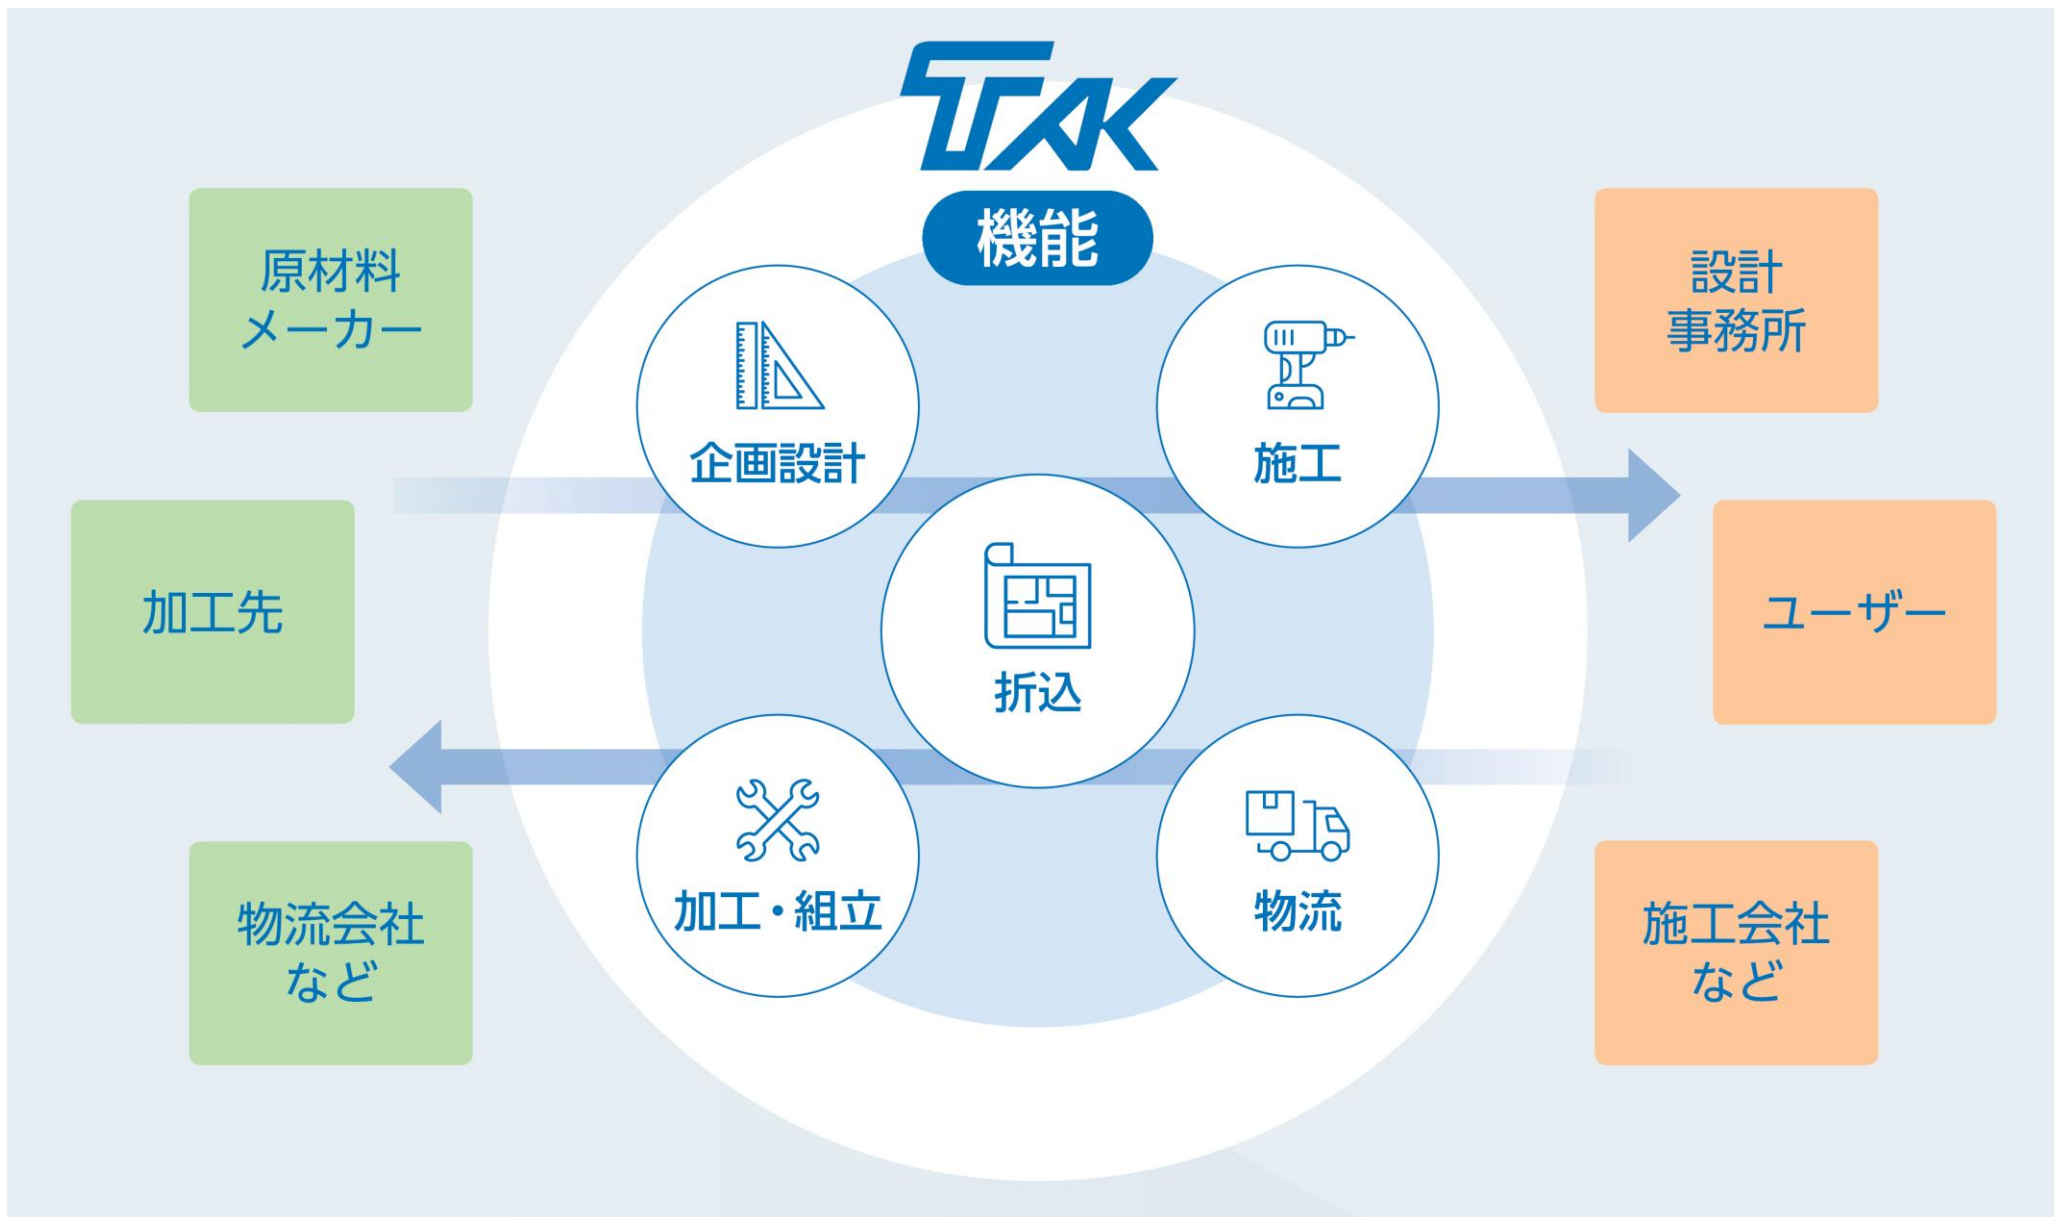 TAK
機能
原材料
メーカー
加工先
物流会社
など
企画設計
施工
折込
加工・組立
物流
設計
事務所
ユーザー
施工会社
など